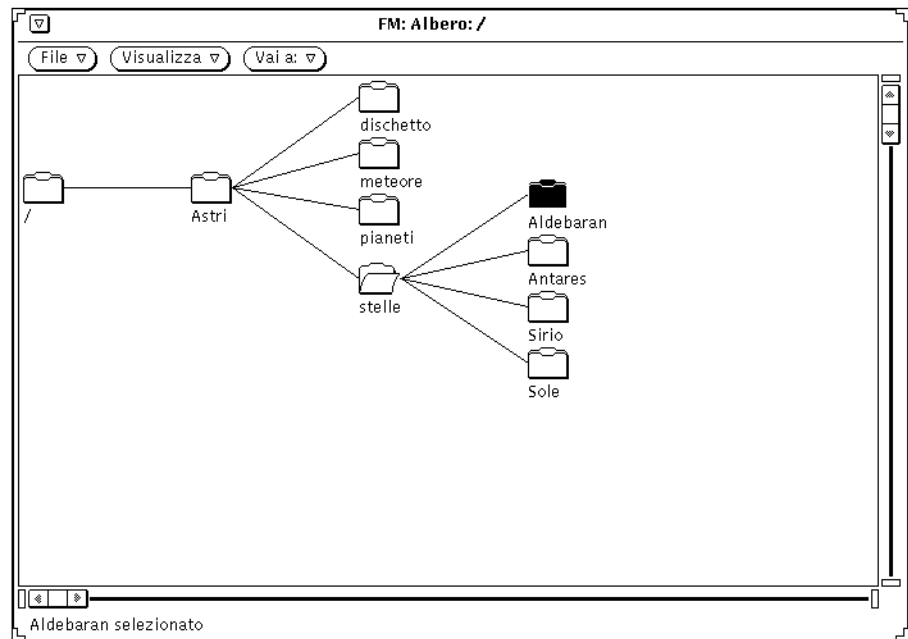 FM: Albero: /
File Visualizza Vai a:
dischetto
meteore
/
Astri
pianeti
stelle
Aldebaran
Antares
Sirio
Sole
Aldebaran selezionato